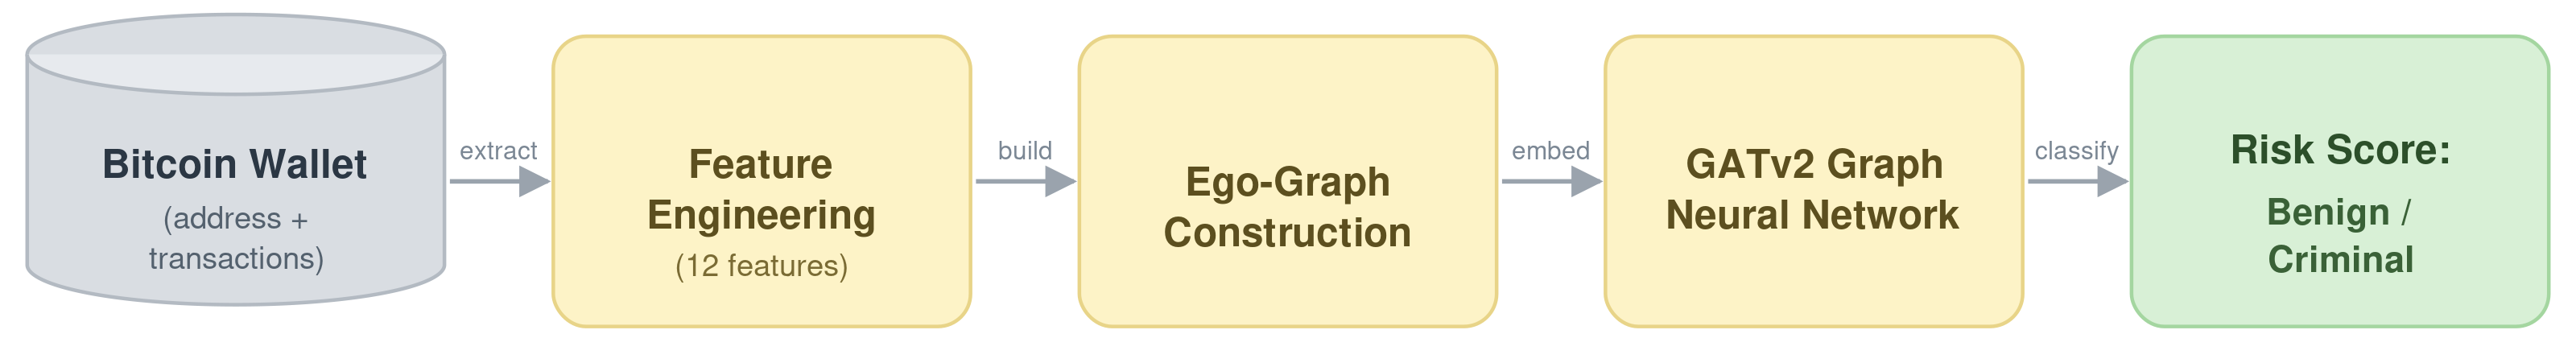 Bitcoin Wallet
(address +
transactions)
extract
Feature
Engineering
(12 features)
build
Ego-Graph
Construction
embed
GATv2 Graph
Neural Network
classify
Risk Score:
Benign /
Criminal